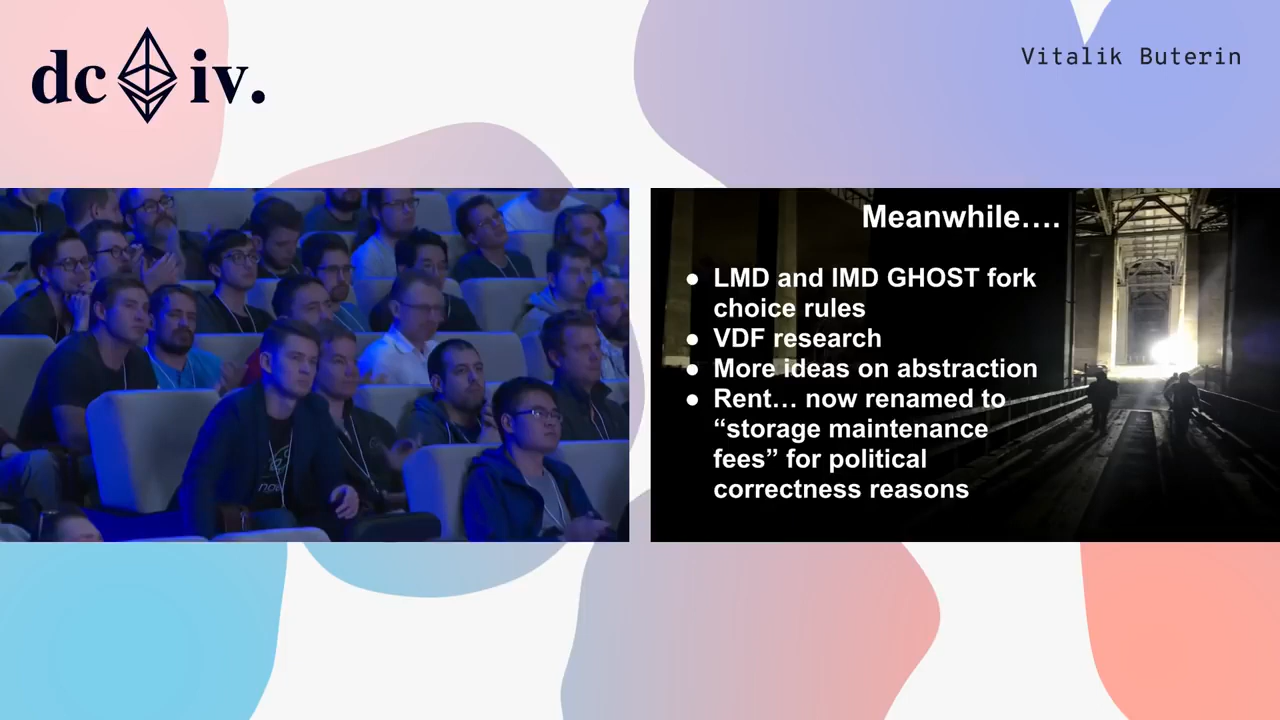 dc iv.
Vitalik Buterin
Meanwhile….
● LMD and IMD GHOST fork
choice rules
● VDF research
● More ideas on abstraction
● Rent… now renamed to
“storage maintenance
fees” for political
correctness reasons